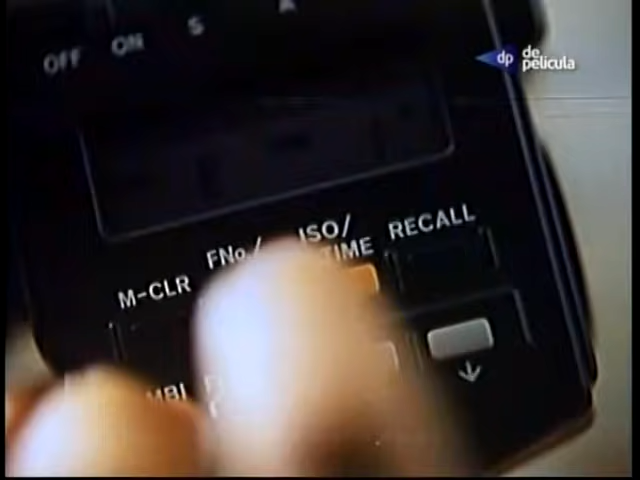 OFF ON S A
dp de película
FNo./ ISO/
M-CLR TIME RECALL